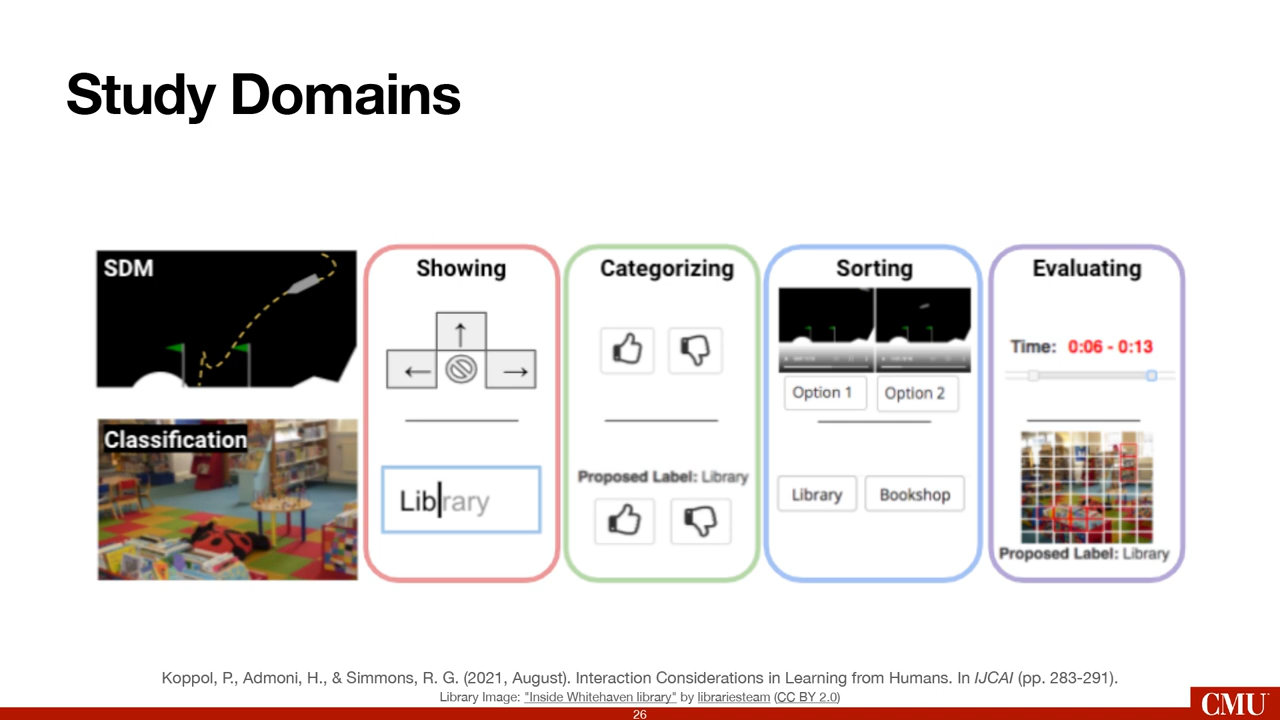 Study Domains
SDM
Classification
Showing
Library
Categorizing
Proposed Label: Library
Sorting
Option 1
Option 2
Library
Bookshop
Evaluating
Time: 0:06 - 0:13
Proposed Label: Library
Koppol, P., Admoni, H., & Simmons, R. G. (2021, August). Interaction Considerations in Learning from Humans. In IJCAI (pp. 283-291).
Library Image: "Inside Whitehaven library" by librariesteam (CC BY 2.0)
26
CMU